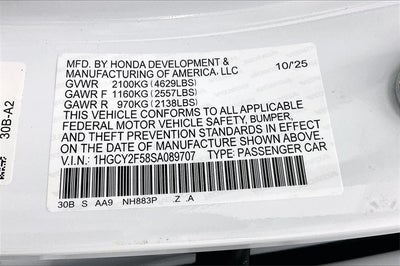 MFD. BY HONDA DEVELOPMENT & 10/'25
MANUFACTURING OF AMERICA, LLC
GVWR 2100KG (4629LBS)
GAWR F 1160KG (2557LBS)
GAWR R 970KG (2138LBS)
THIS VEHICLE CONFORMS TO ALL APPLICABLE
FEDERAL MOTOR VEHICLE SAFETY, BUMPER,
AND THEFT PREVENTION STANDARDS IN EFFECT
ON THE DATE OF MANUFACTURE SHOWN ABOVE.
V.I.N.: 1HGCY2F58SA089707 TYPE: PASSENGER CAR
30B S AA9 NH883P .Z .A
30B-A2